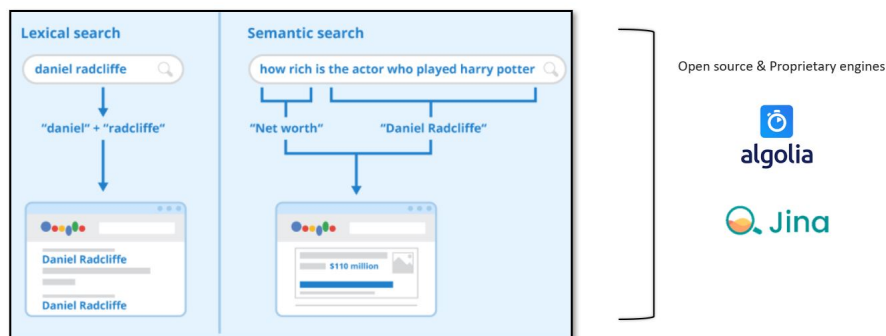 Lexical search
daniel radcliffe
"daniel" + "radcliffe"
Daniel Radcliffe
Daniel Radcliffe
Semantic search
how rich is the actor who played harry potter
"Net worth"
"Daniel Radcliffe"
$110 million
Open source & Proprietary engines
algolia
Jina